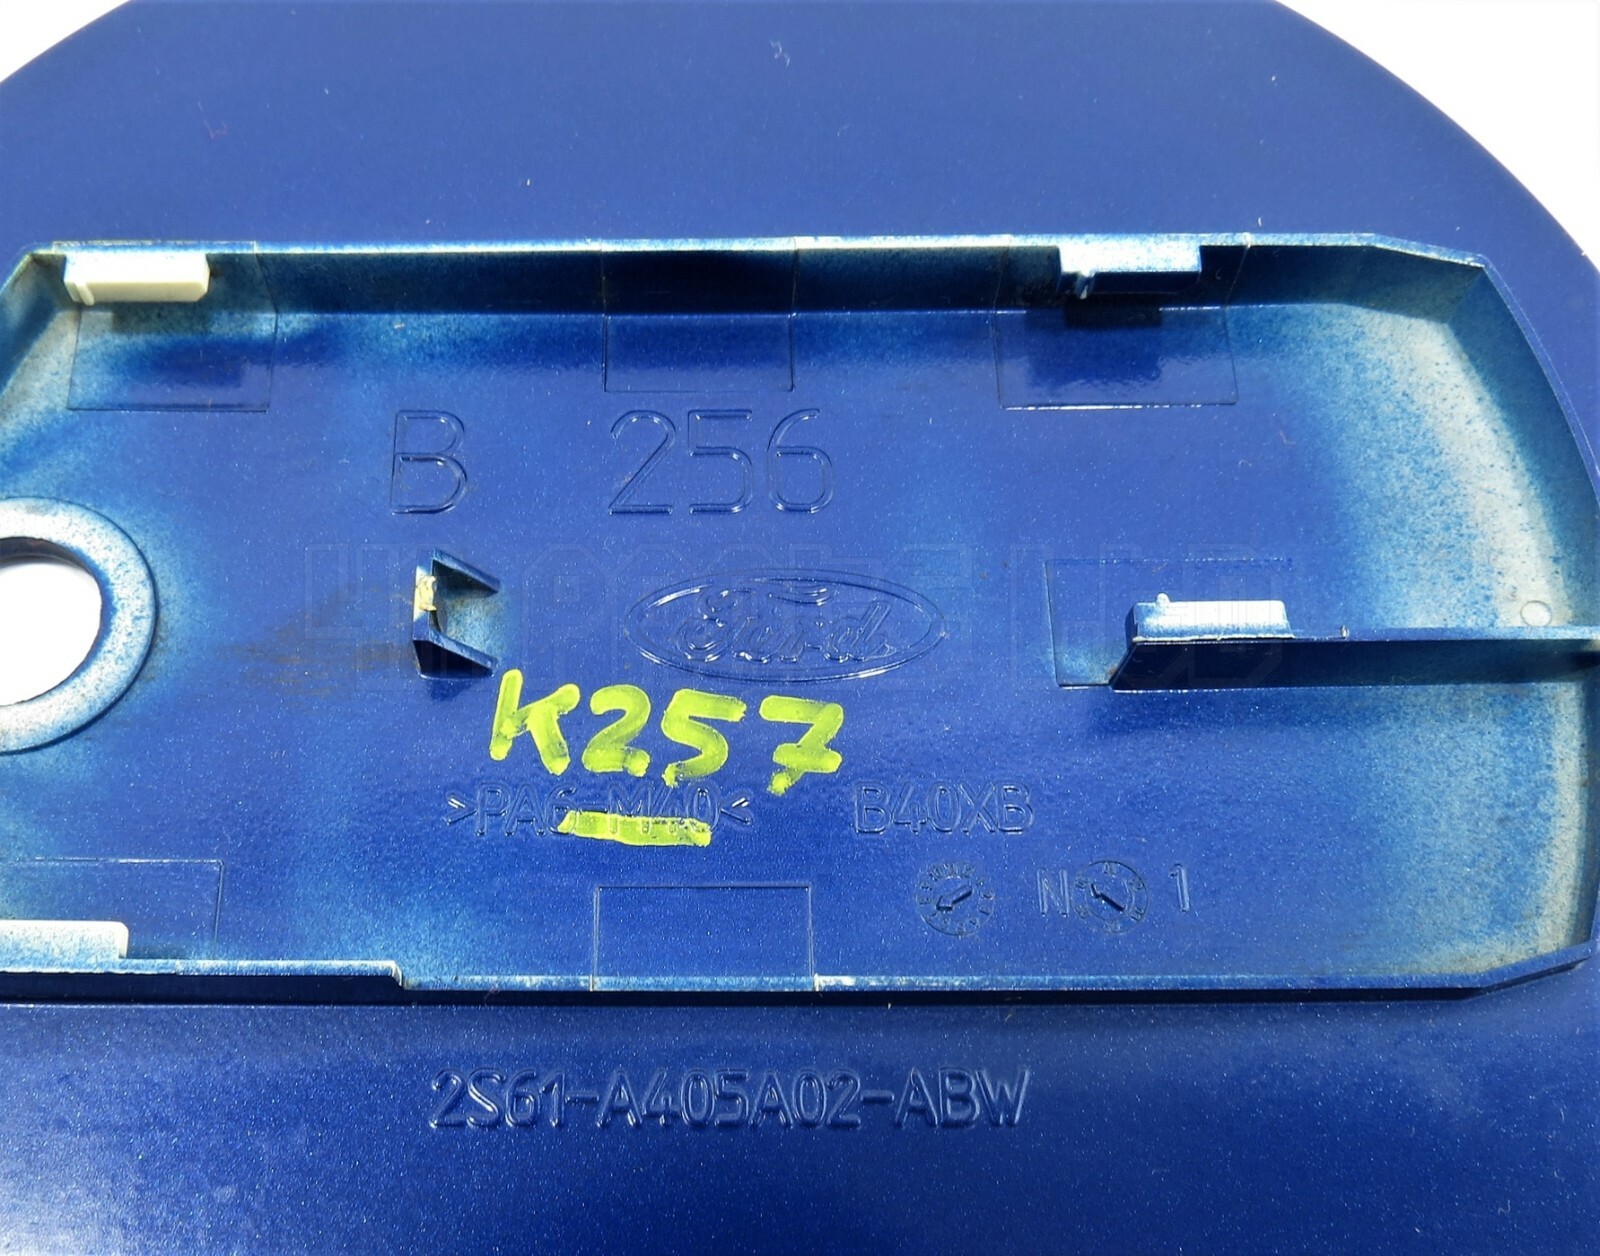 B 256
Ford
K257
>PA6-M40< B40XB
N 1
2S61-A405A02-ABW